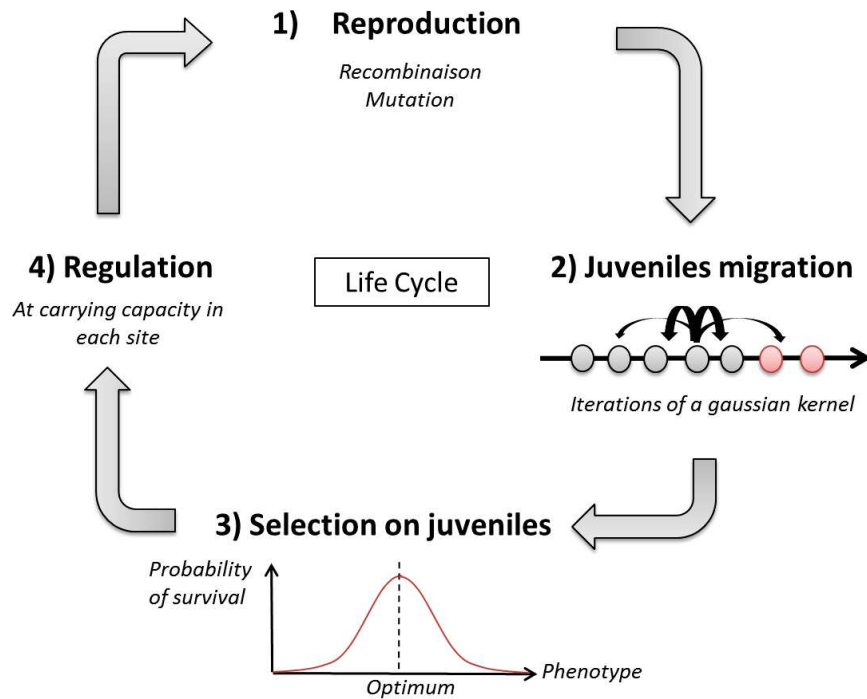 1) Reproduction
Recombinaison
Mutation
2) Juveniles migration
Iterations of a gaussian kernel
3) Selection on juveniles
Probability
of survival
Optimum
Phenotype
4) Regulation
At carrying capacity in
each site
Life Cycle